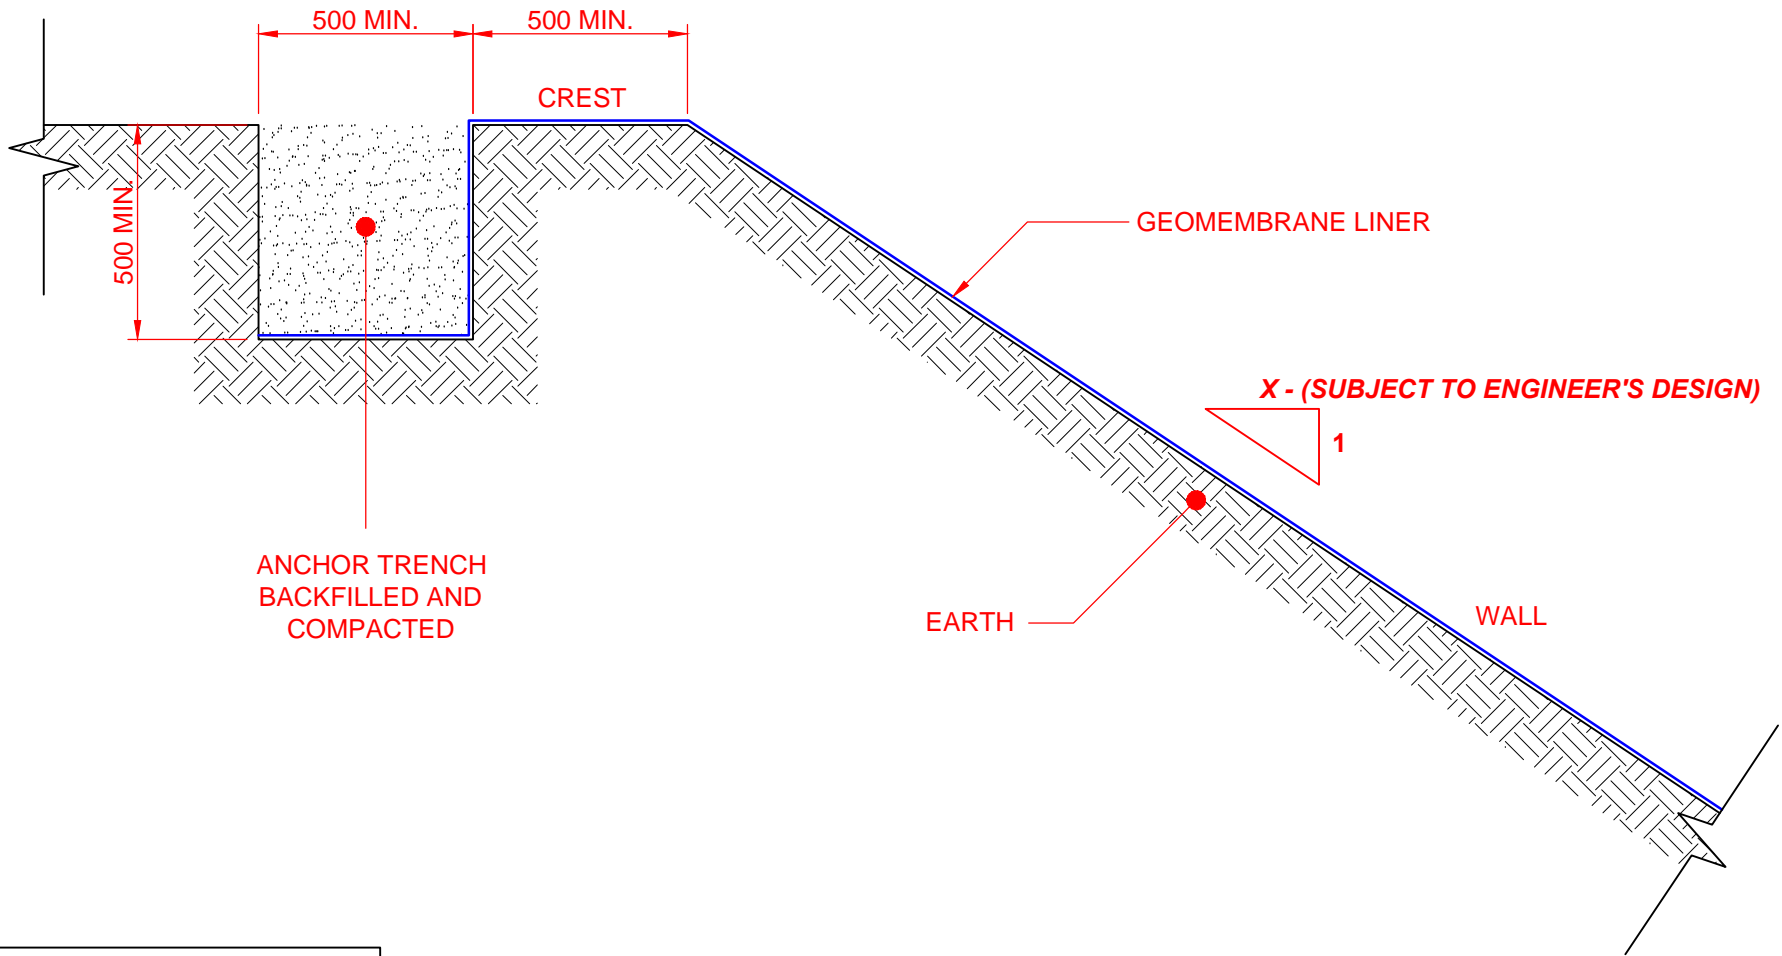 500 MIN.
500 MIN.
CREST
500 MIN.
GEOMEMBRANE LINER
X - (SUBJECT TO ENGINEER'S DESIGN)
1
ANCHOR TRENCH
BACKFILLED AND
COMPACTED
EARTH
WALL